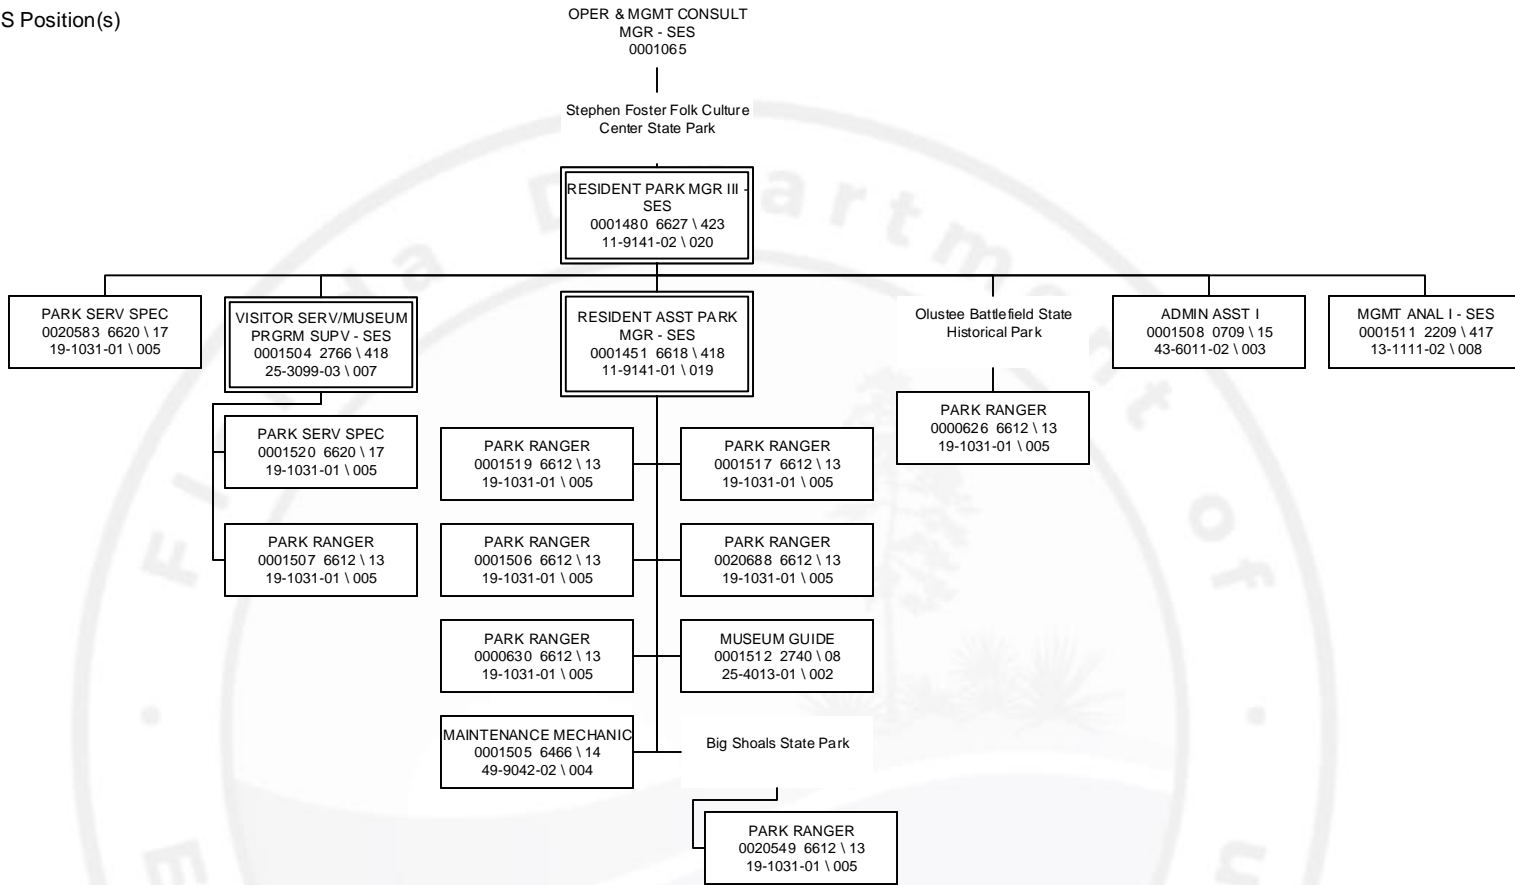 S Position(s)
OPER & MGMT CONSULT
MGR - SES
0001065
Stephen Foster Folk Culture
Center State Park
RESIDENT PARK MGR III -
SES
0001480 6627 \ 423
11-9141-02 \ 020
PARK SERV SPEC
0020583 6620 \ 17
19-1031-01 \ 005
VISITOR SERV/MUSEUM
PRGRM SUPV - SES
0001504 2766 \ 418
25-3099-03 \ 007
RESIDENT ASST PARK
MGR - SES
0001451 6618 \ 418
11-9141-01 \ 019
Olustee Battlefield State
Historical Park
ADMIN ASST I
0001508 0709 \ 15
43-6011-02 \ 003
MGMT ANAL I - SES
0001511 2209 \ 417
13-1111-02 \ 008
PARK SERV SPEC
0001520 6620 \ 17
19-1031-01 \ 005
PARK RANGER
0001519 6612 \ 13
19-1031-01 \ 005
PARK RANGER
0001517 6612 \ 13
19-1031-01 \ 005
PARK RANGER
0000626 6612 \ 13
19-1031-01 \ 005
PARK RANGER
0001507 6612 \ 13
19-1031-01 \ 005
PARK RANGER
0001506 6612 \ 13
19-1031-01 \ 005
PARK RANGER
0020688 6612 \ 13
19-1031-01 \ 005
PARK RANGER
0000630 6612 \ 13
19-1031-01 \ 005
MUSEUM GUIDE
0001512 2740 \ 08
25-4013-01 \ 002
MAINTENANCE MECHANIC
0001505 6466 \ 14
49-9042-02 \ 004
Big Shoals State Park
PARK RANGER
0020549 6612 \ 13
19-1031-01 \ 005